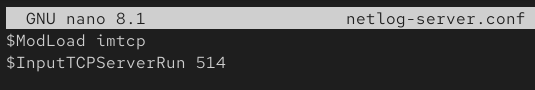 GNU nano 8.1 netlog-server.conf
$ModLoad imtcp
$InputTCPServerRun 514